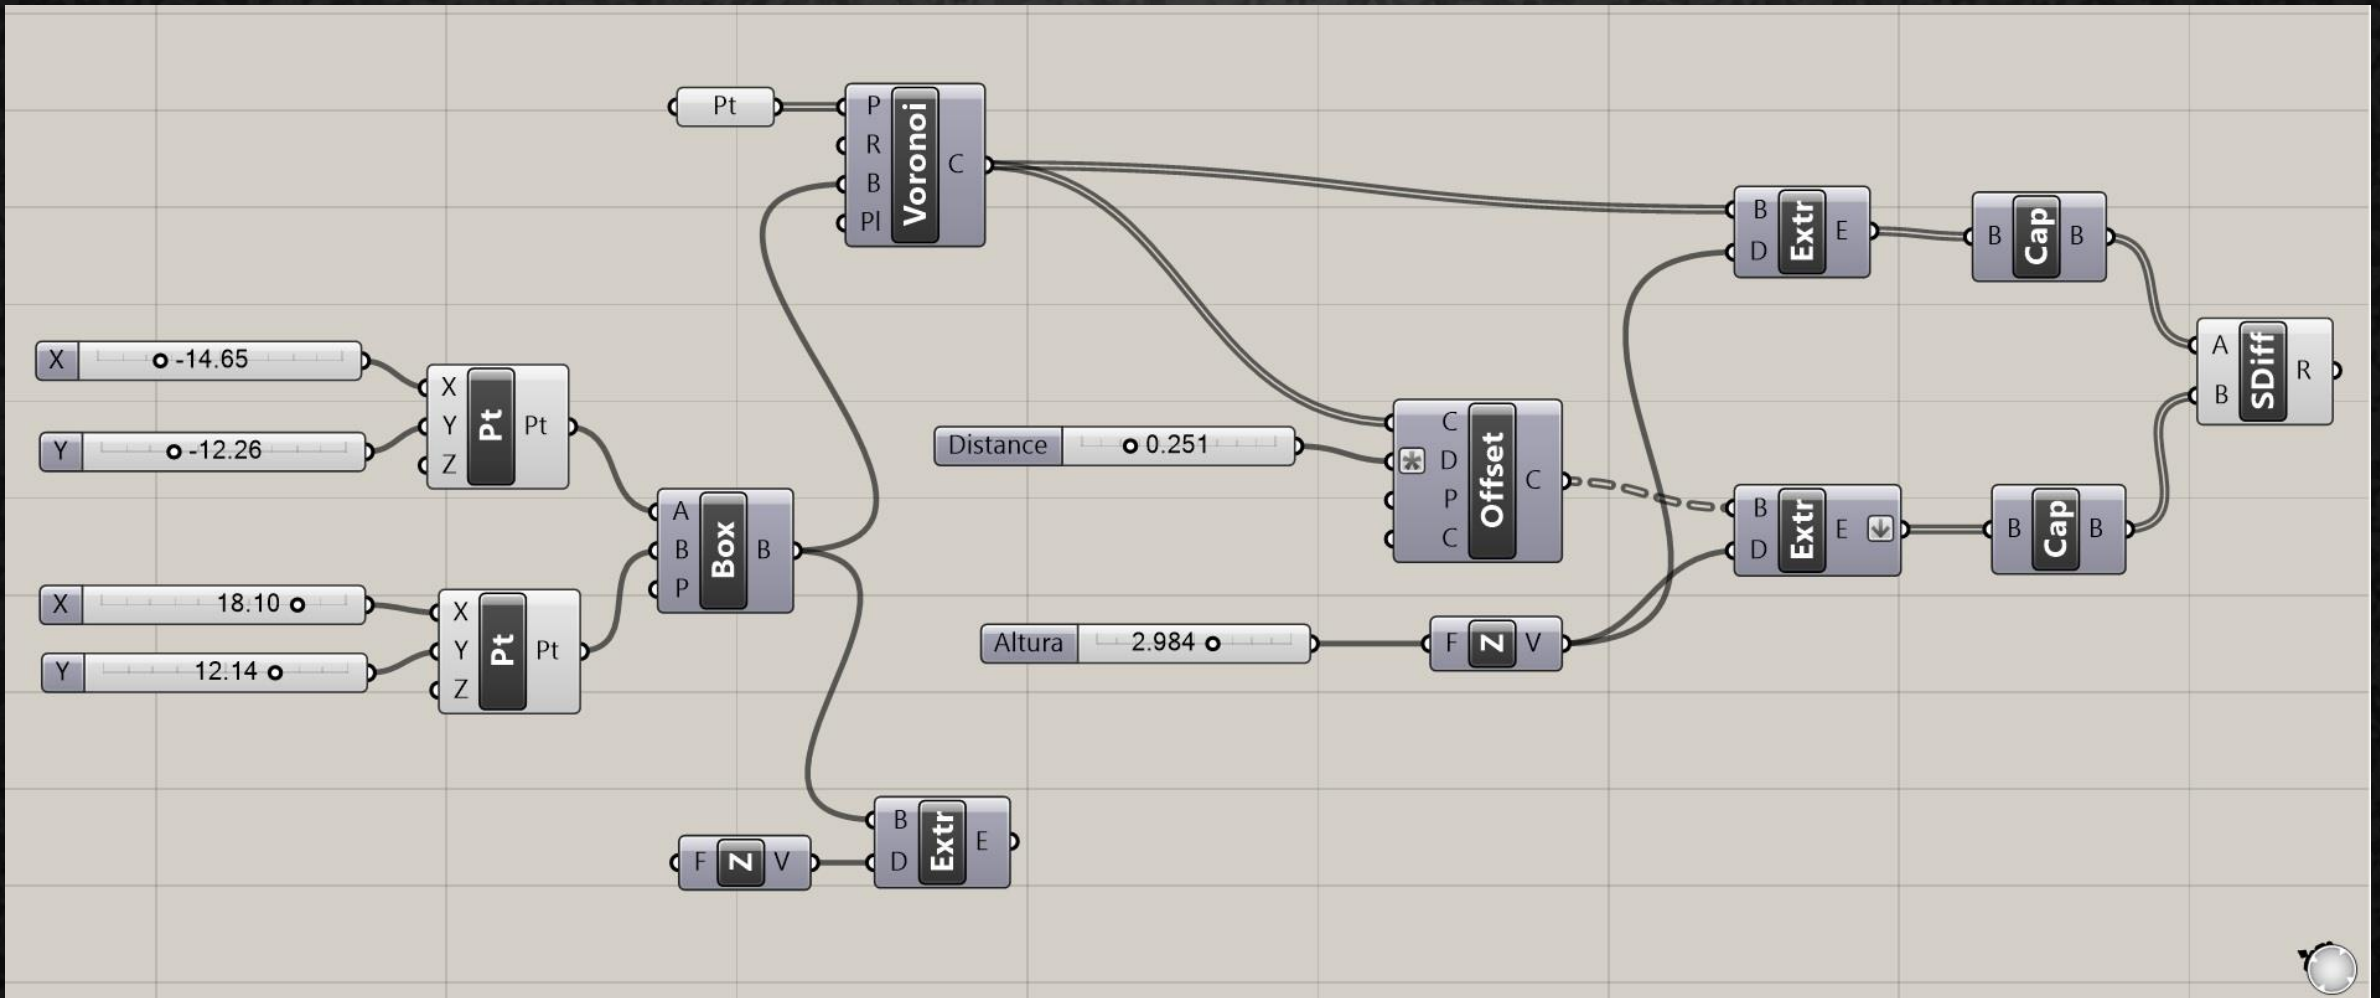 Pt
P
R
B
Pl
Voronoi
C
B
D
Extr
E
B
Cap
B
X -14.65
Y -12.26
X
Y
Z
Pt
Pt
A
B
SDiff
R
Distance 0.251
C
D
P
C
Offset
C
A
B
P
Box
B
B
D
Extr
E
B
Cap
B
X 18.10
Y 12.14
X
Y
Z
Pt
Pt
Altura 2.984
F Z V
F Z V
B
D
Extr
E